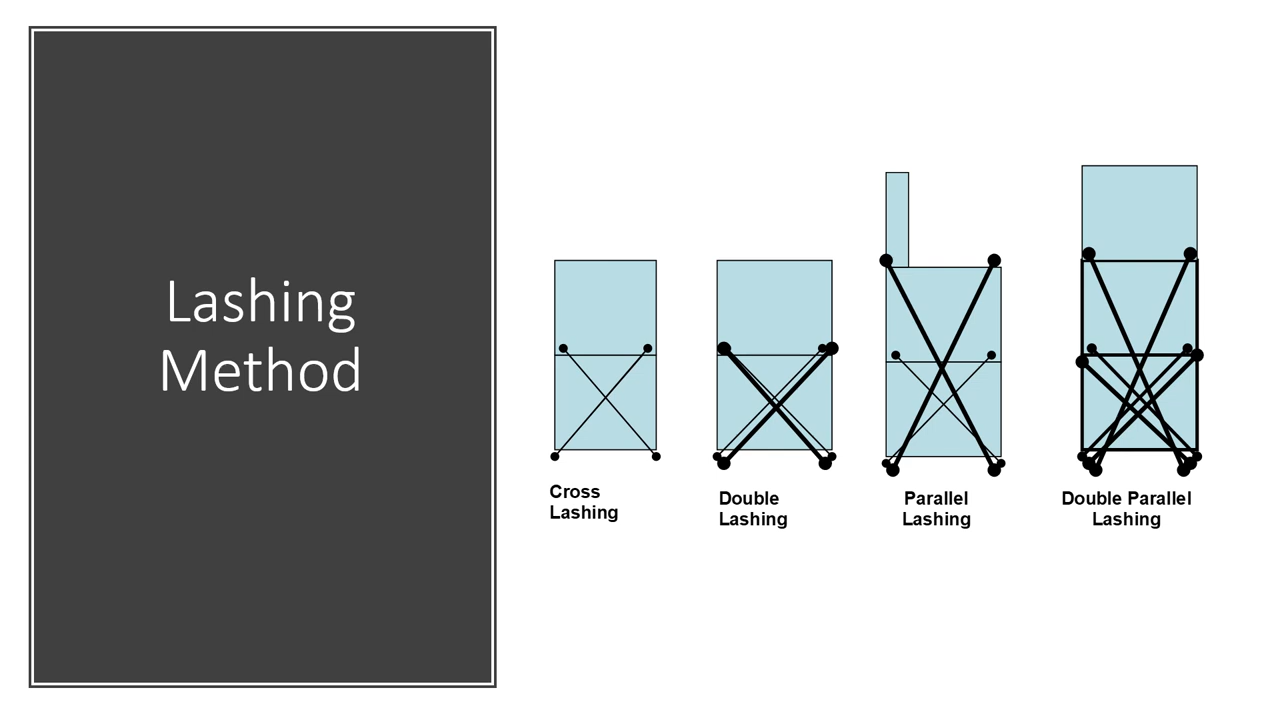 Lashing
Method
Cross
Lashing
Double
Lashing
Parallel
Lashing
Double Parallel
Lashing